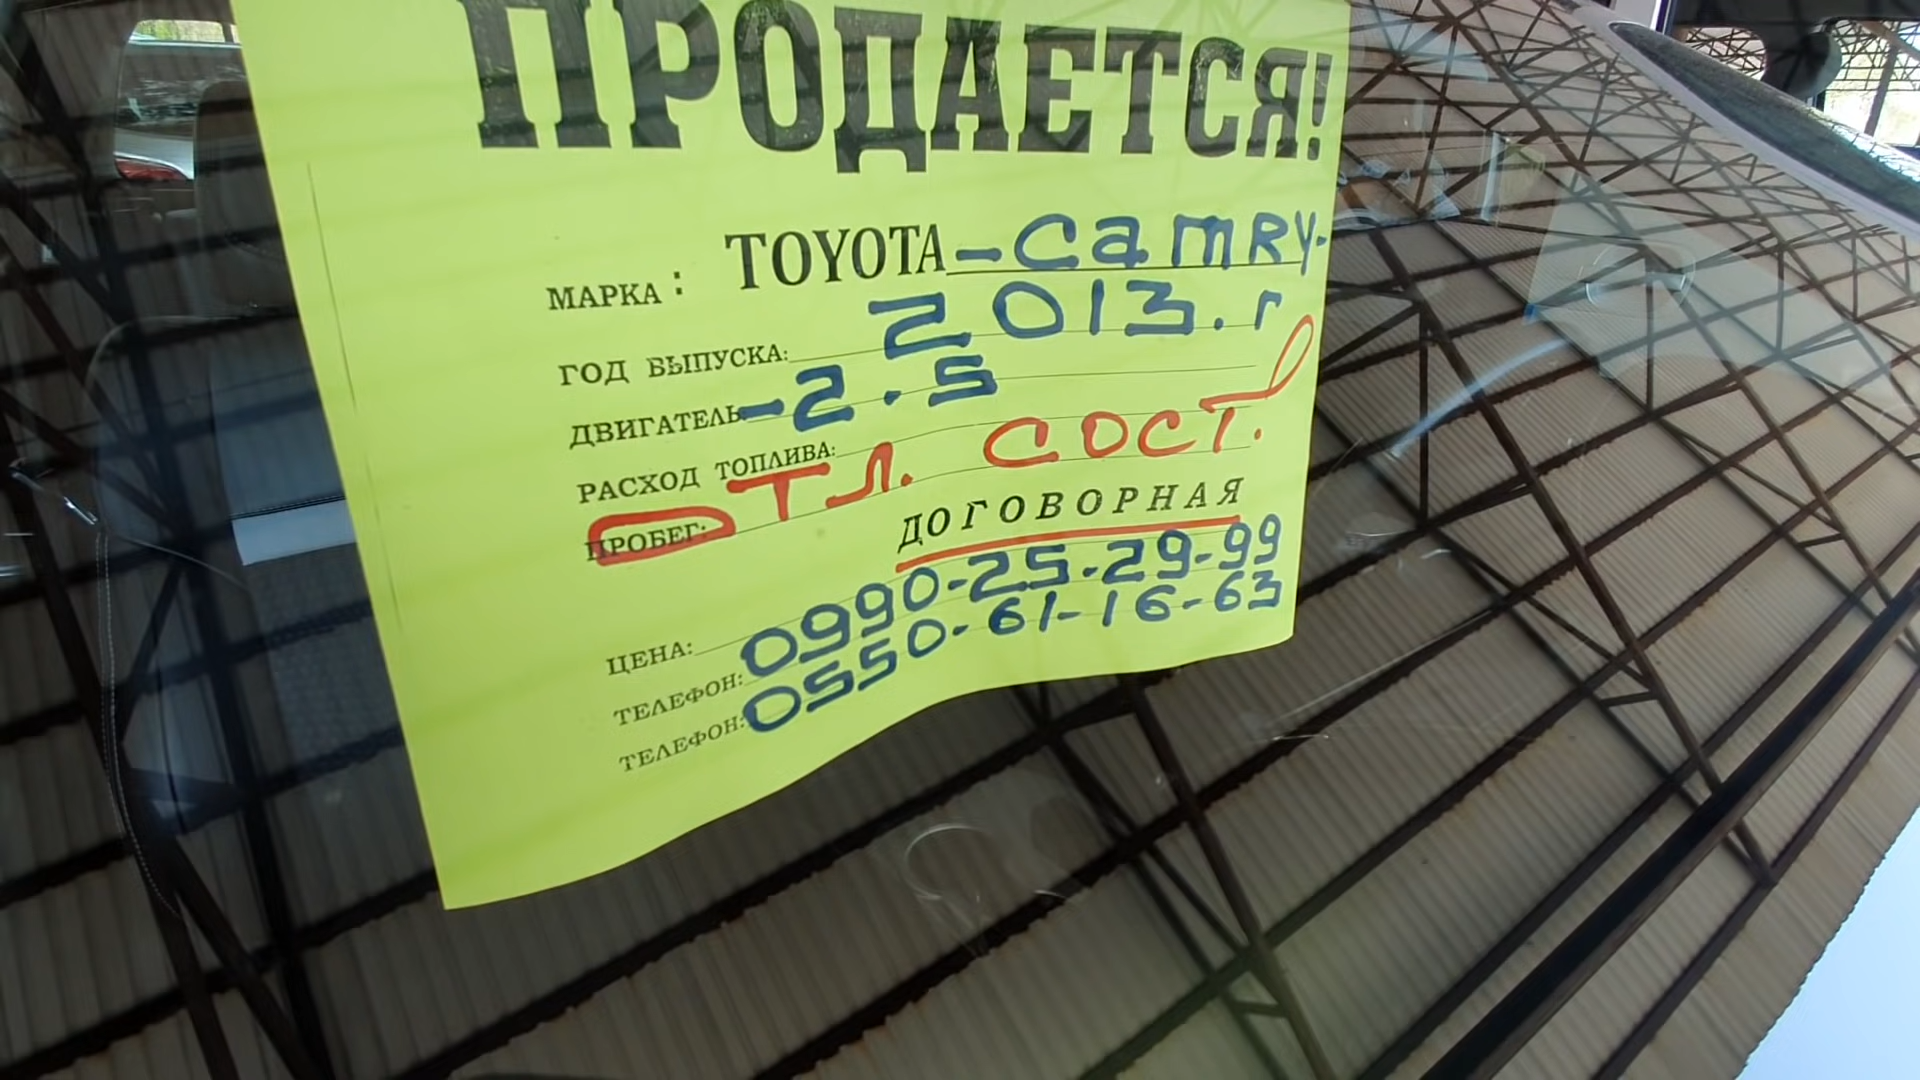 ПРОДАЕТСЯ!
МАРКА: TOYOTA - CamRY.
ГОД ВЫПУСКА: 2013.г
ДВИГАТЕЛЬ - 2.5
РАСХОД ТОПЛИВА:
ПРОБЕГ: ОТЛ. СОСТ.
ДОГОВОРНАЯ
ЦЕНА:
ТЕЛЕФОН: 0990-25-29-99
ТЕЛЕФОН: 0550-61-16-63